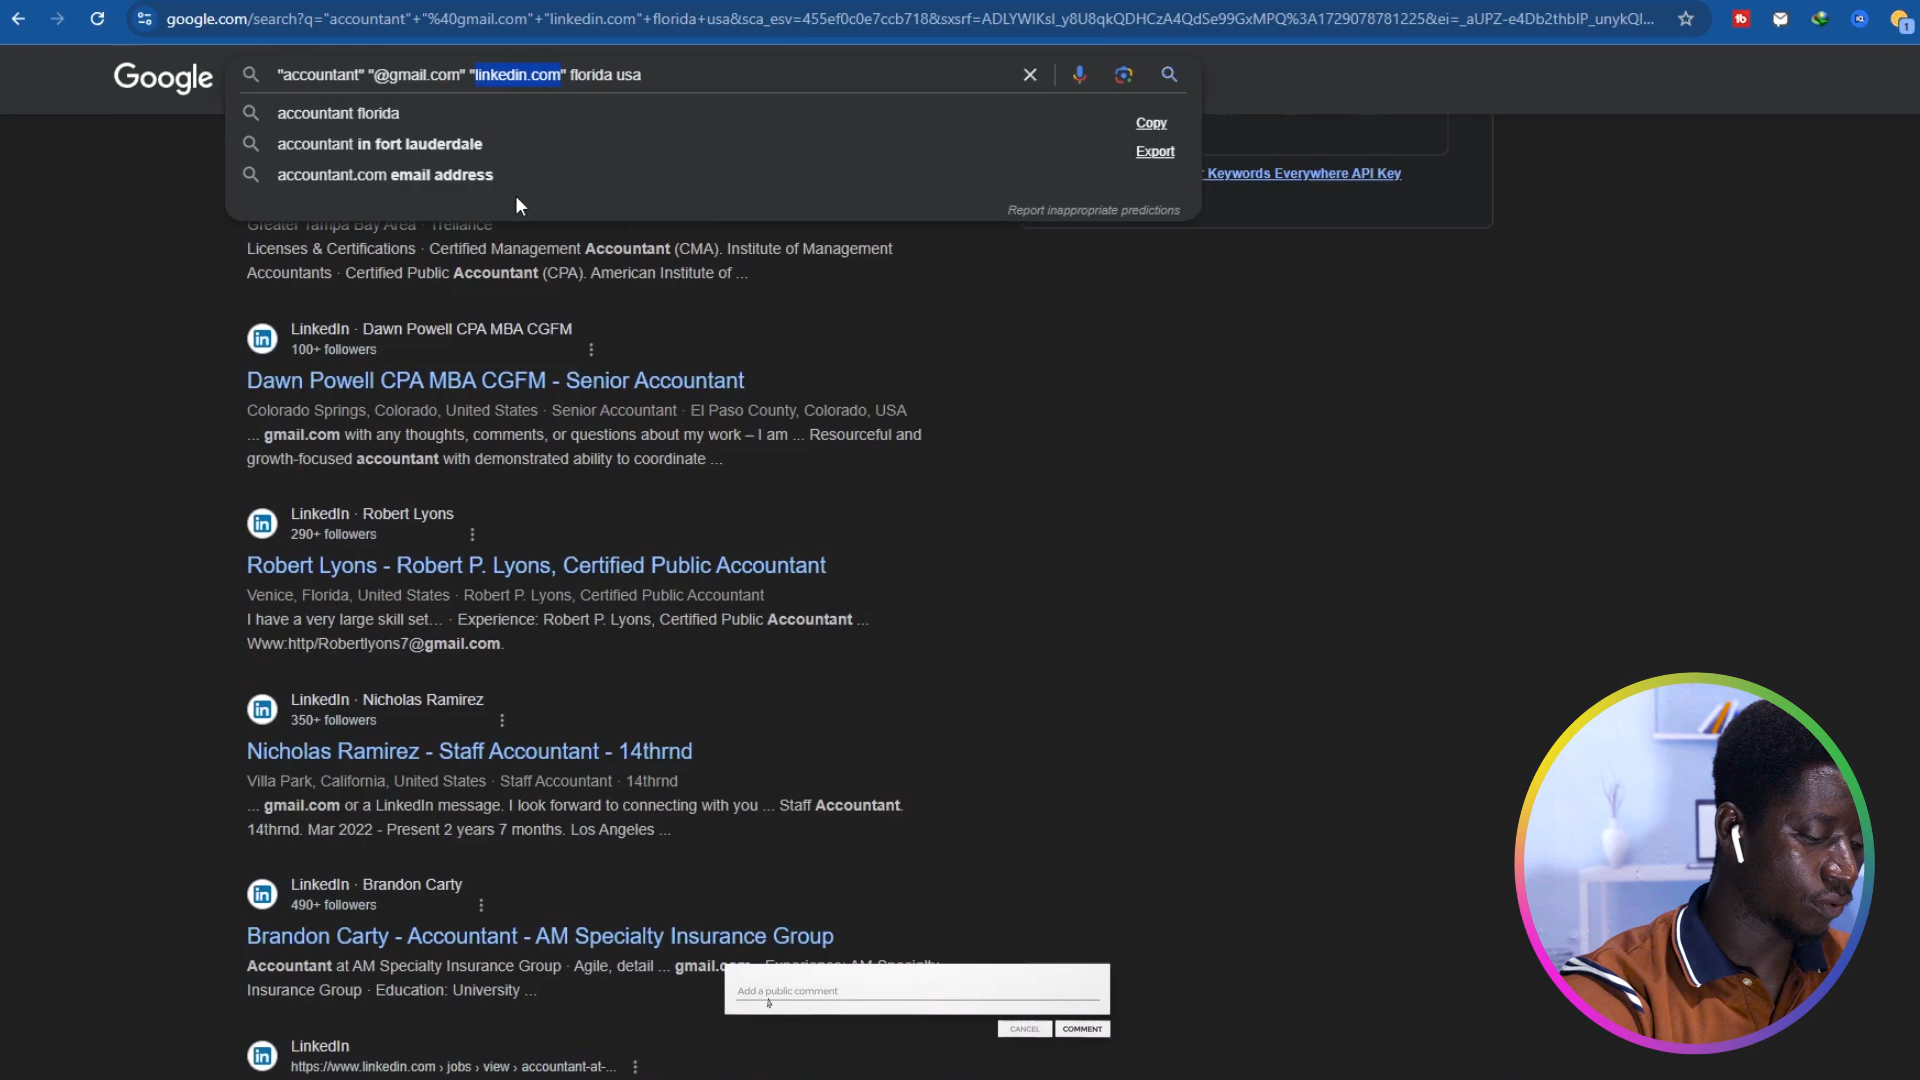 google.com/search?q="accountant"+"%40gmail.com"+"linkedin.com"+florida+usa&sca_esv=455ef0c0e7ccb718&sxsrf=ADLYWIKsl_y8U8qkQDHCzA4QdSe99GxMPQ%3A1729078781225&ei=_aUPZ-e4Db2thbIP_unykQI...
1
Google
"accountant" "@gmail.com" "linkedin.com" florida usa
accountant florida
Copy
accountant in fort lauderdale
Export
accountant.com email address
Keywords Everywhere API Key
Report inappropriate predictions
Greater Tampa Bay Area · Treliance
Licenses & Certifications · Certified Management Accountant (CMA). Institute of Management
Accountants · Certified Public Accountant (CPA). American Institute of ...
LinkedIn · Dawn Powell CPA MBA CGFM
100+ followers
Dawn Powell CPA MBA CGFM - Senior Accountant
Colorado Springs, Colorado, United States · Senior Accountant · El Paso County, Colorado, USA
... gmail.com with any thoughts, comments, or questions about my work – I am ... Resourceful and
growth-focused accountant with demonstrated ability to coordinate ...
LinkedIn · Robert Lyons
290+ followers
Robert Lyons - Robert P. Lyons, Certified Public Accountant
Venice, Florida, United States · Robert P. Lyons, Certified Public Accountant
I have a very large skill set... · Experience: Robert P. Lyons, Certified Public Accountant ...
Www:http/Robertlyons7@gmail.com.
LinkedIn · Nicholas Ramirez
350+ followers
Nicholas Ramirez - Staff Accountant - 14thrnd
Villa Park, California, United States · Staff Accountant · 14thrnd
... gmail.com or a LinkedIn message. I look forward to connecting with you ... Staff Accountant.
14thrnd. Mar 2022 - Present 2 years 7 months. Los Angeles ...
LinkedIn · Brandon Carty
490+ followers
Brandon Carty - Accountant - AM Specialty Insurance Group
Accountant at AM Specialty Insurance Group · Agile, detail ... gmail.com Experience: AM Specialty
Insurance Group · Education: University ...
Add a public comment
CANCEL
COMMENT
LinkedIn
https://www.linkedin.com › jobs › view › accountant-at-...